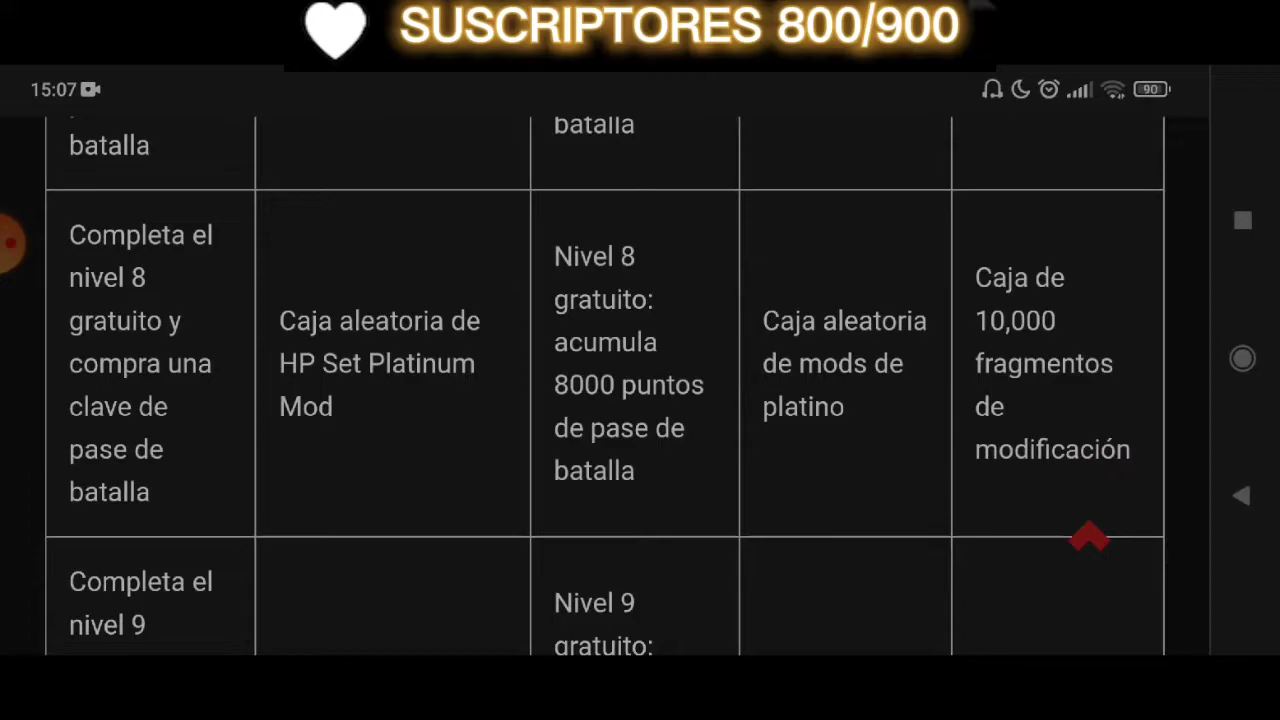 SUSCRIPTORES 800/900
15:07
90
batalla
batalla
Completa el
nivel 8
gratuito y
compra una
clave de
pase de
batalla
Caja aleatoria de
HP Set Platinum
Mod
Nivel 8
gratuito:
acumula
8000 puntos
de pase de
batalla
Caja aleatoria
de mods de
platino
Caja de
10,000
fragmentos
de
modificación
Completa el
nivel 9
Nivel 9
gratuito: